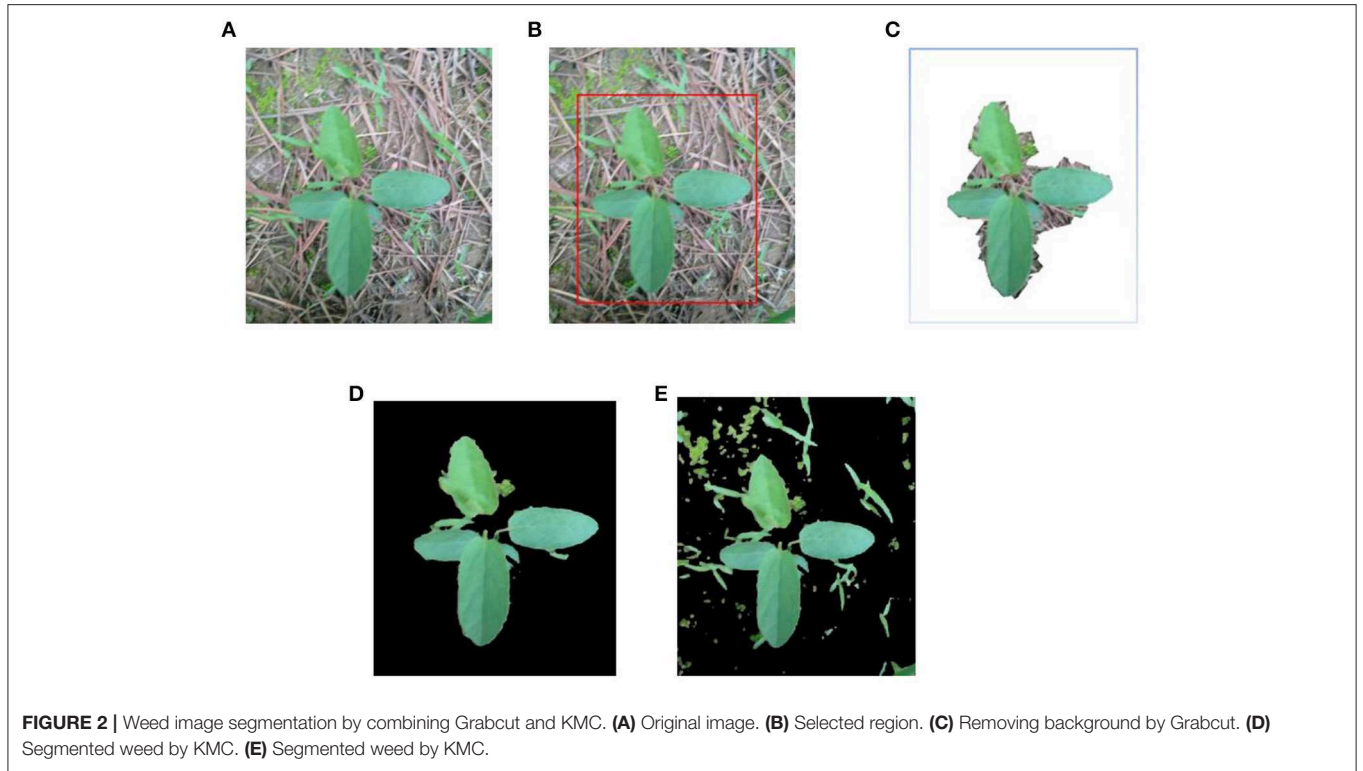 A
B
C
D
E
FIGURE 2 | Weed image segmentation by combining Grabcut and KMC. (A) Original image. (B) Selected region. (C) Removing background by Grabcut. (D)
Segmented weed by KMC. (E) Segmented weed by KMC.